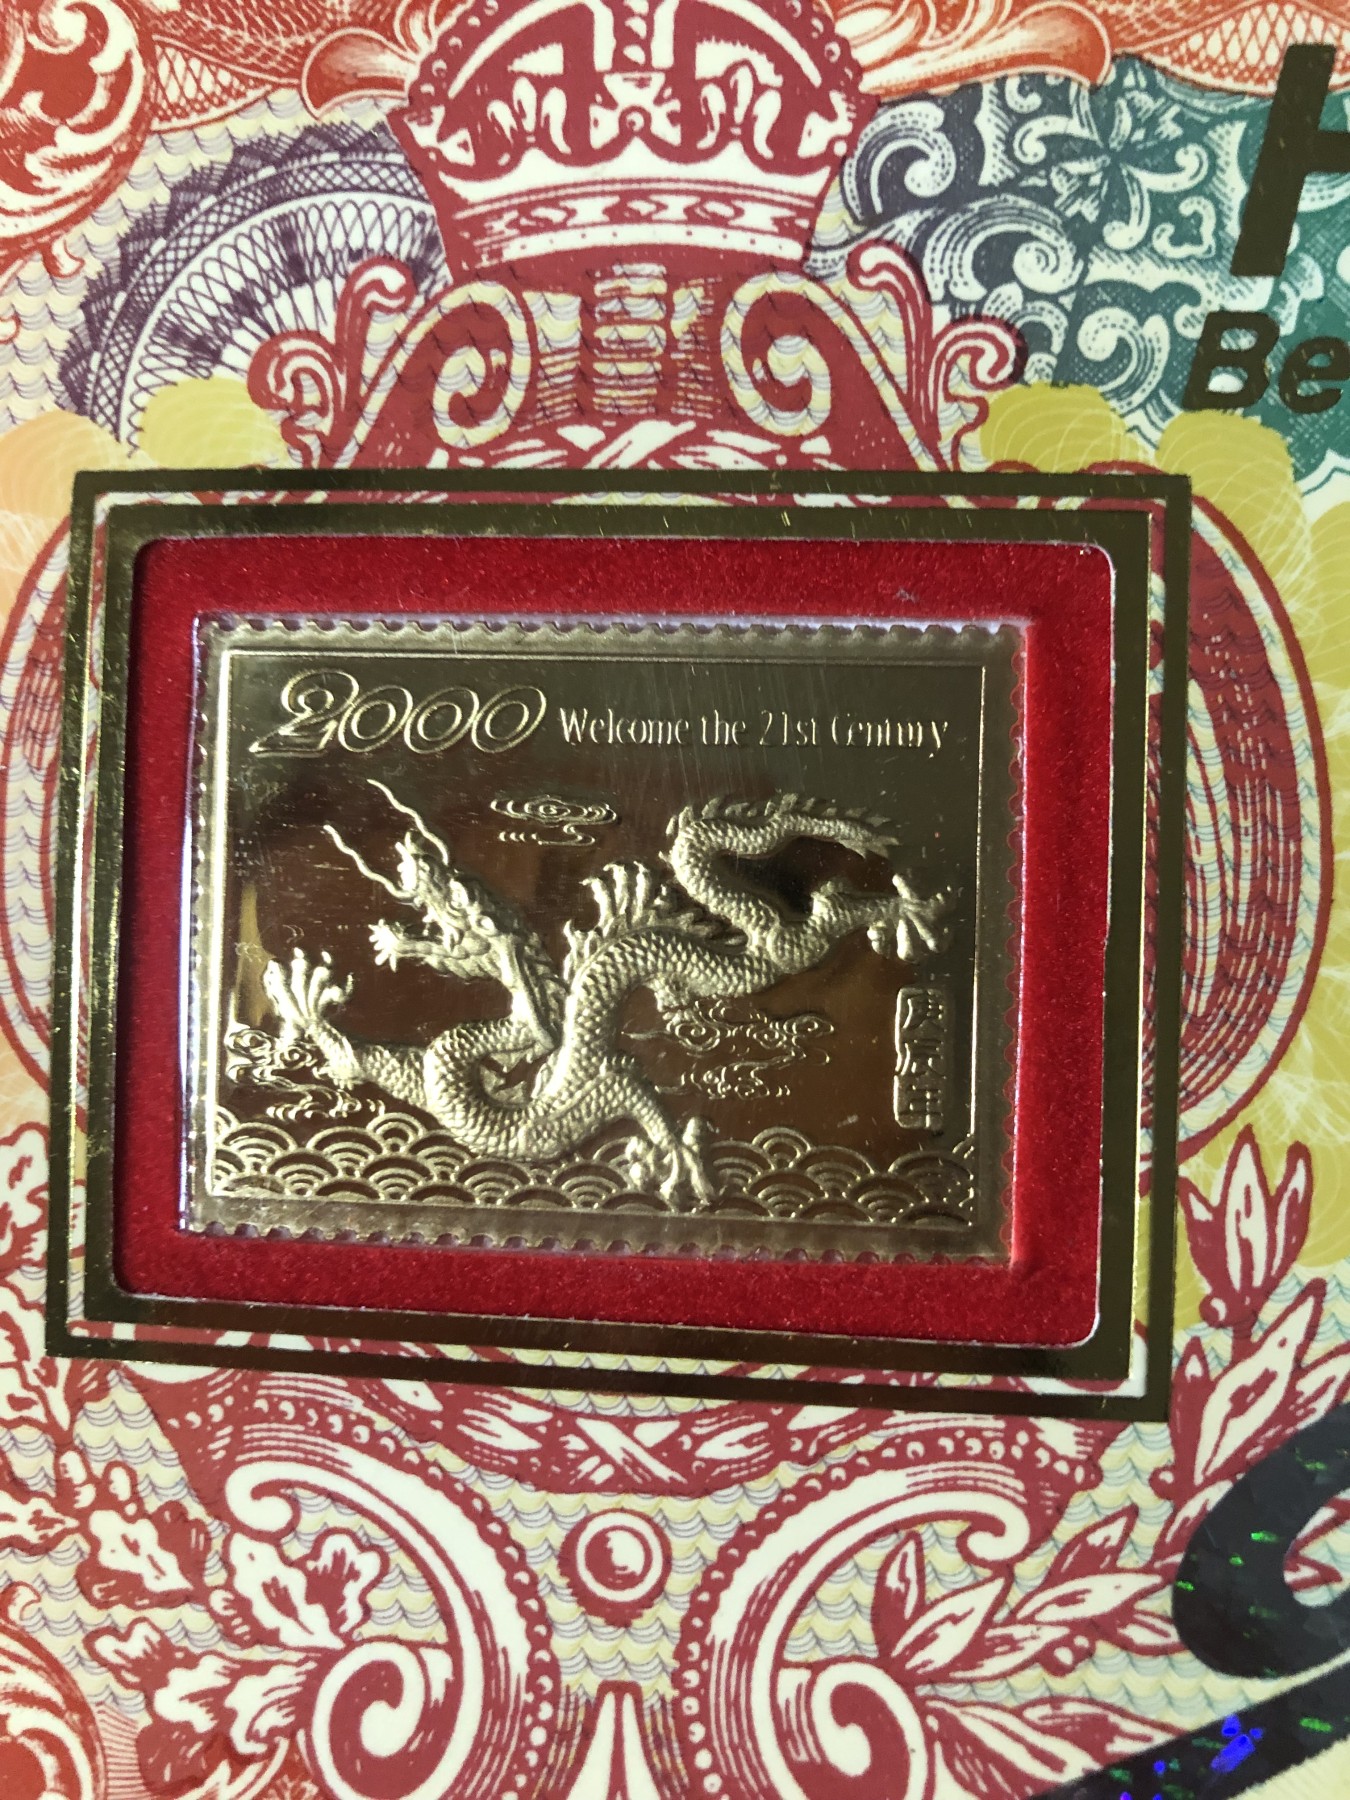 H
Be
2000 Welcome the 21st Century
庚辰年